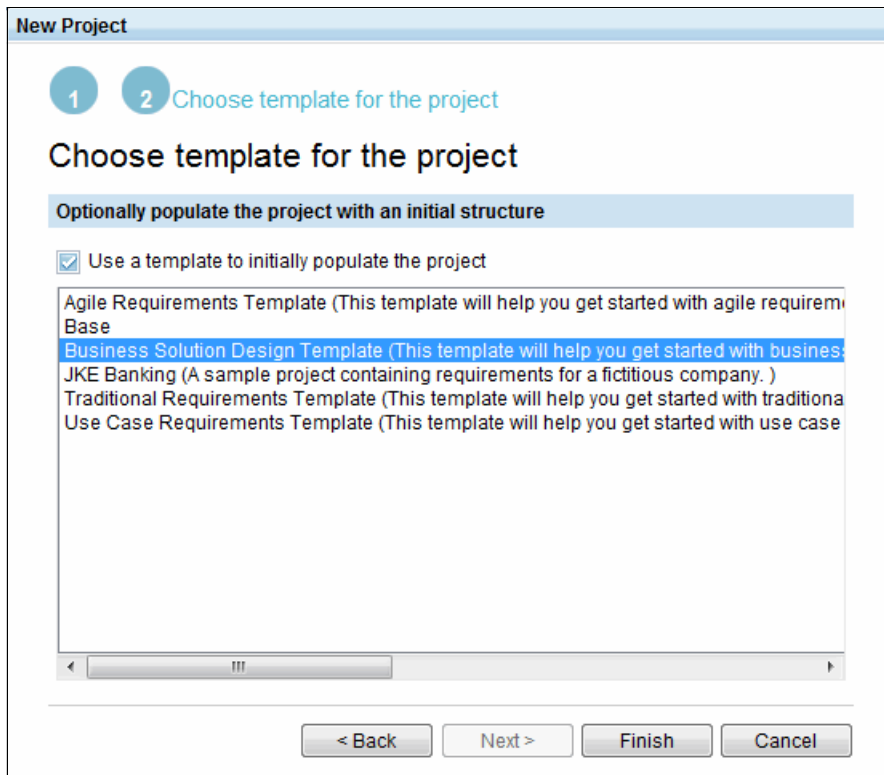 New Project
1 2 Choose template for the project
Choose template for the project
Optionally populate the project with an initial structure
Use a template to initially populate the project
Agile Requirements Template (This template will help you get started with agile requirem
Base
Business Solution Design Template (This template will help you get started with business
JKE Banking (A sample project containing requirements for a fictitious company. )
Traditional Requirements Template (This template will help you get started with traditiona
Use Case Requirements Template (This template will help you get started with use case
< Back Next > Finish Cancel